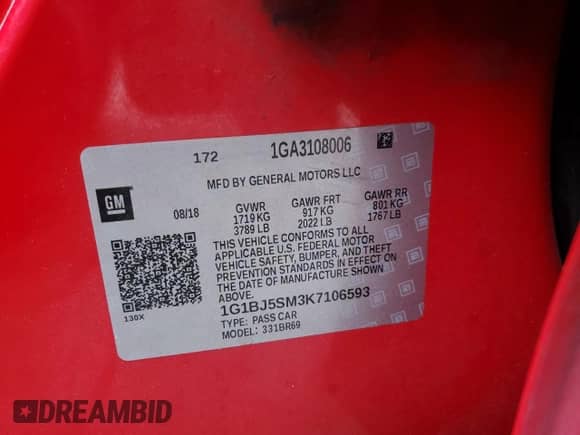 172 1GA3108006
MFD BY GENERAL MOTORS LLC
GM
08/18
GVWR GAWR FRT GAWR RR
1719 KG 917 KG 801 KG
3789 LB 2022 LB 1767 LB
THIS VEHICLE CONFORMS TO ALL
APPLICABLE U.S. FEDERAL MOTOR
VEHICLE SAFETY, BUMPER, AND THEFT
PREVENTION STANDARDS IN EFFECT ON
THE DATE OF MANUFACTURE SHOWN
ABOVE.
1G1BJ5SM3K7106593
TYPE: PASS CAR
MODEL: 331BR69
130X
DREAMBID